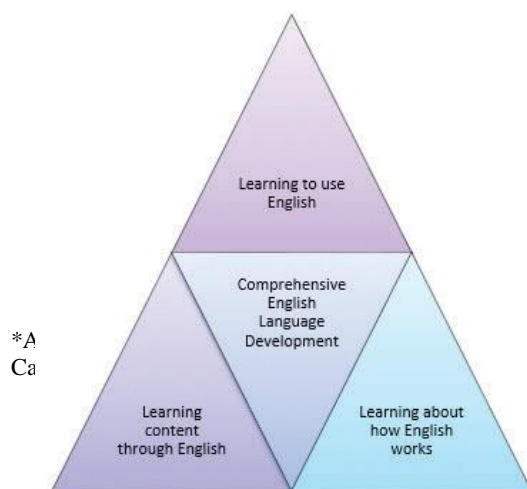 Learning to use
English
Comprehensive
English
Language
Development
Learning
content
through English
Learning about
how English
works